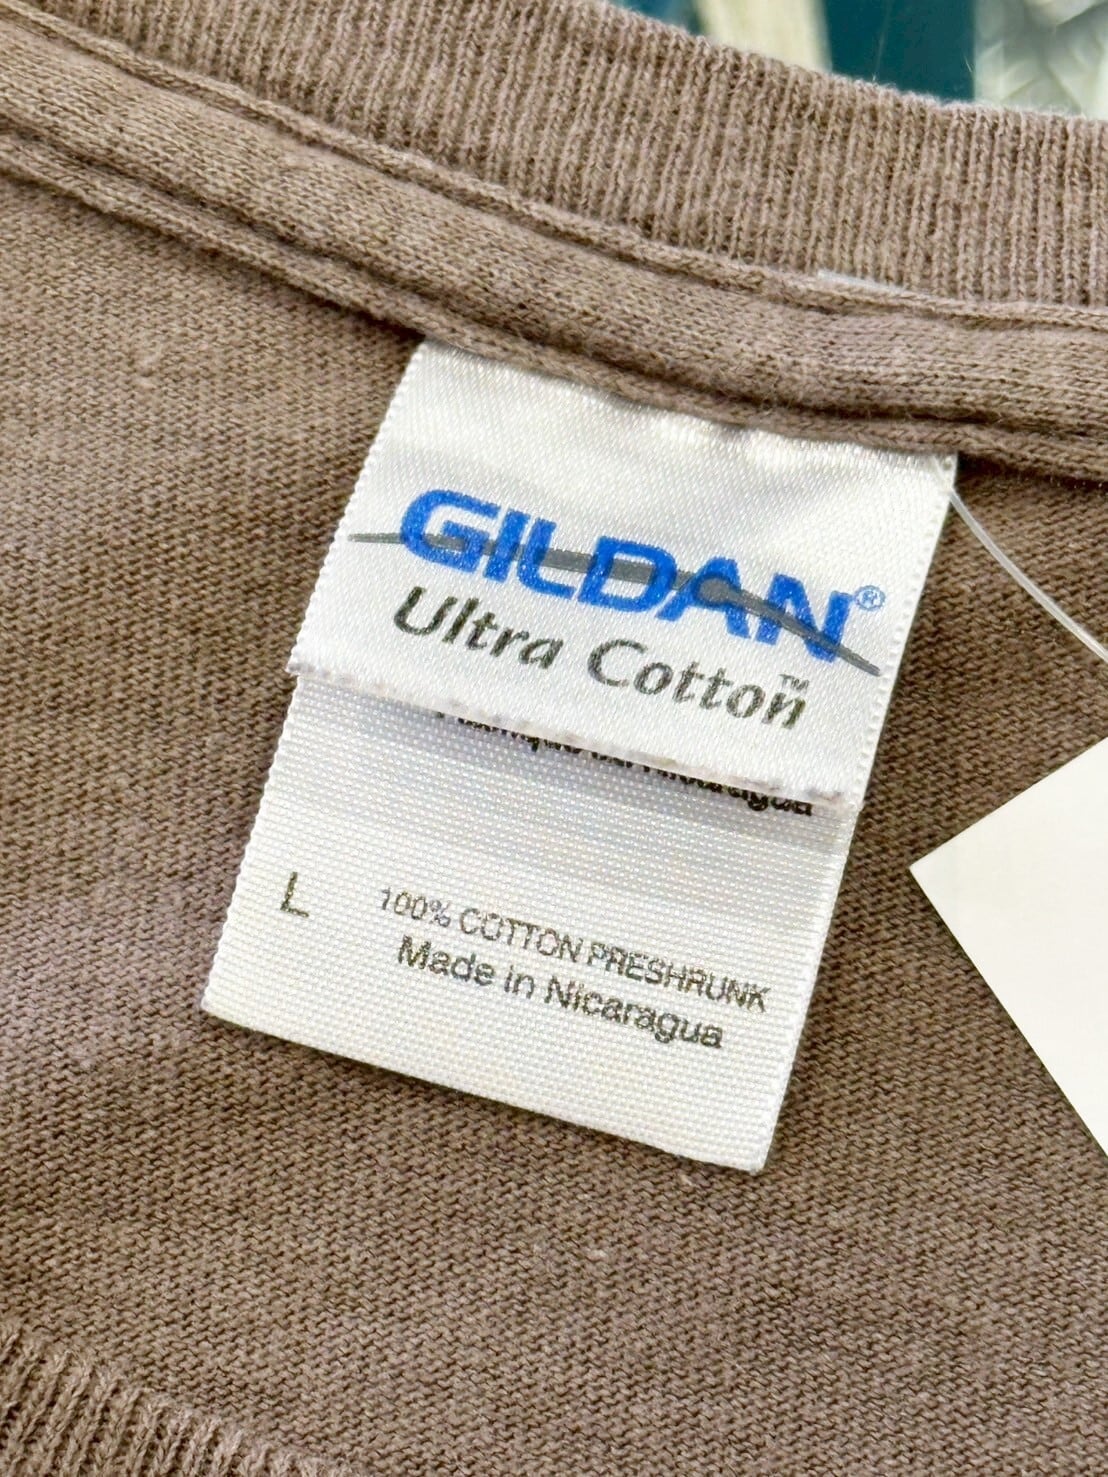 GILDAN®
Ultra Cotton™
L
100% COTTON PRESHRUNK
Made in Nicaragua